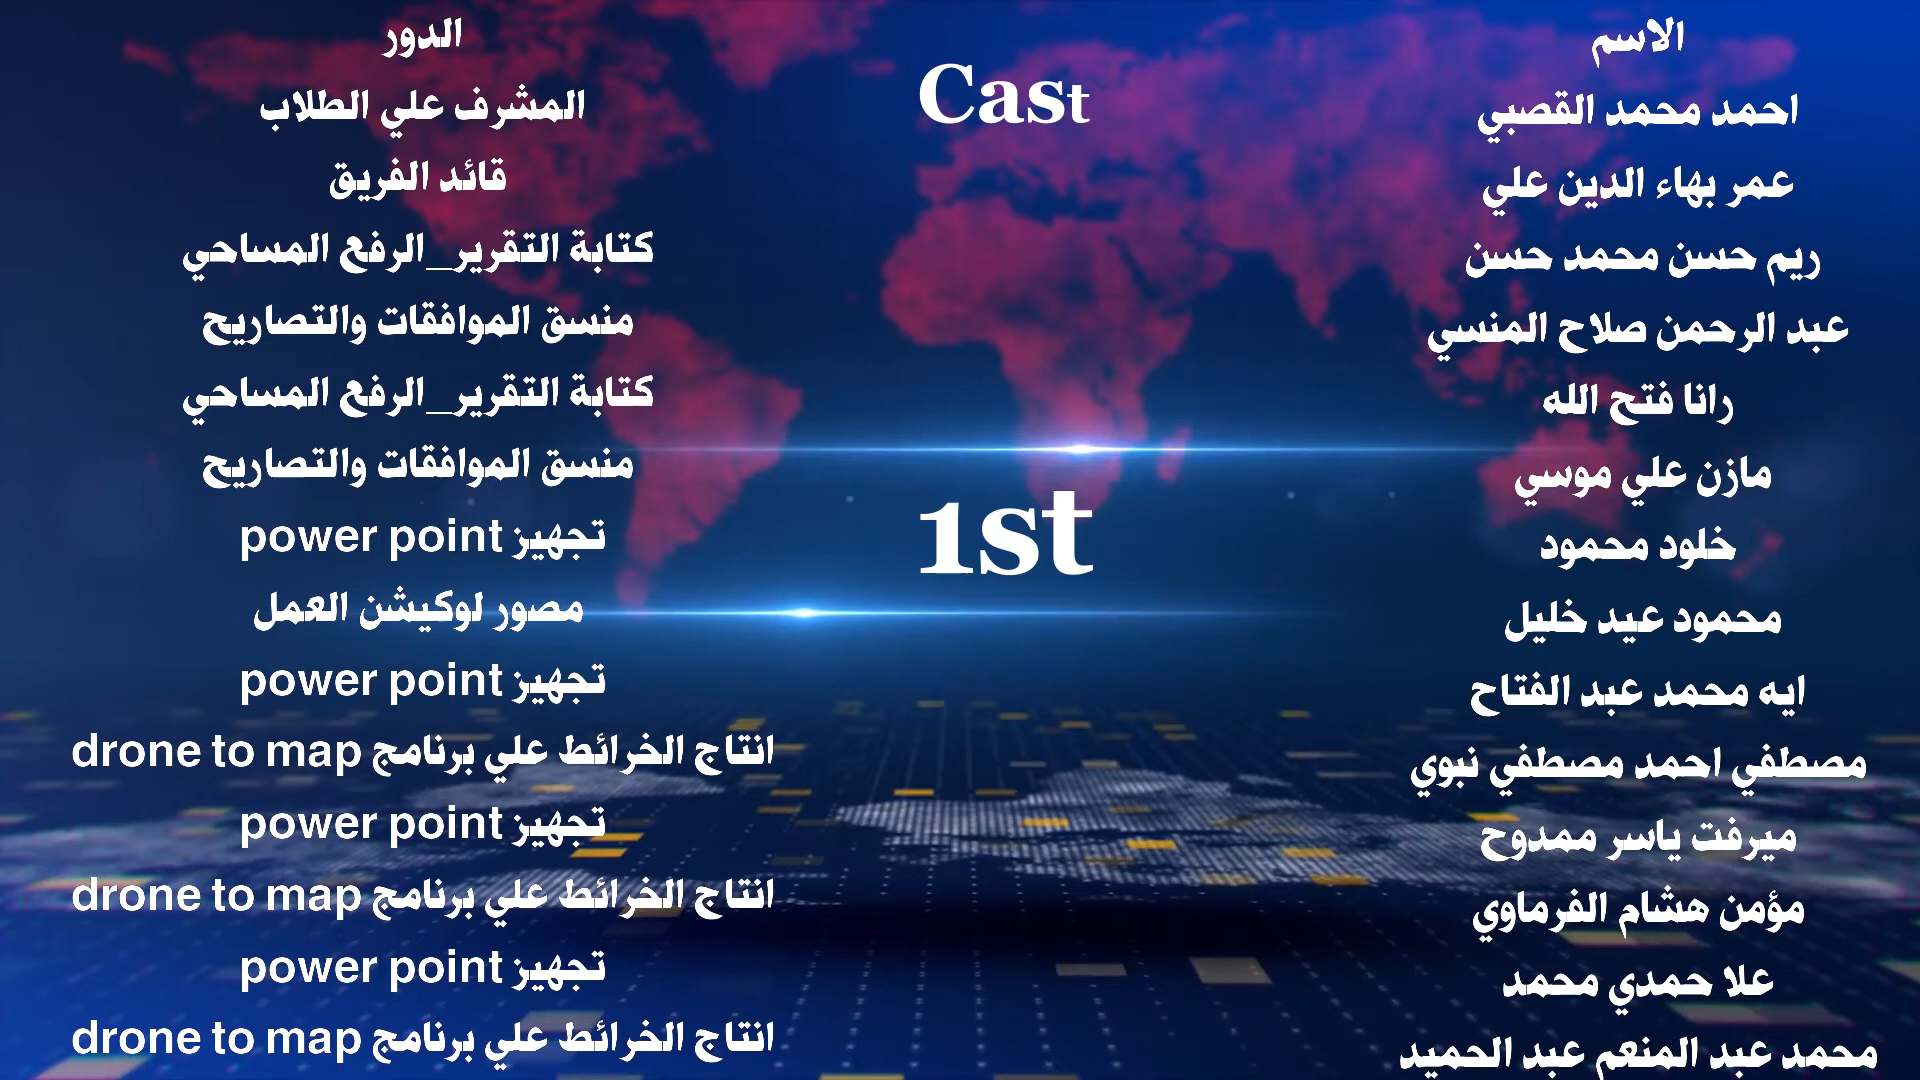 Cast
1st
الاسم
احمد محمد القصبي
عمر بهاء الدين علي
ريم حسن محمد حسن
عبد الرحمن صلاح المنسي
رانا فتح الله
مازن علي موسي
خلود محمود
محمود عيد خليل
ايه محمد عبد الفتاح
مصطفي احمد مصطفي نبوي
ميرفت ياسر ممدوح
مؤمن هشام الفرماوي
علا حمدي محمد
محمد عبد المنعم عبد الحميد
الدور
المشرف علي الطلاب
قائد الفريق
كتابة التقرير_الرفع المساحي
منسق الموافقات والتصاريح
كتابة التقرير_الرفع المساحي
منسق الموافقات والتصاريح
تجهيز power point
مصور لوكيشن العمل
تجهيز power point
انتاج الخرائط علي برنامج drone to map
تجهيز power point
انتاج الخرائط علي برنامج drone to map
تجهيز power point
انتاج الخرائط علي برنامج drone to map